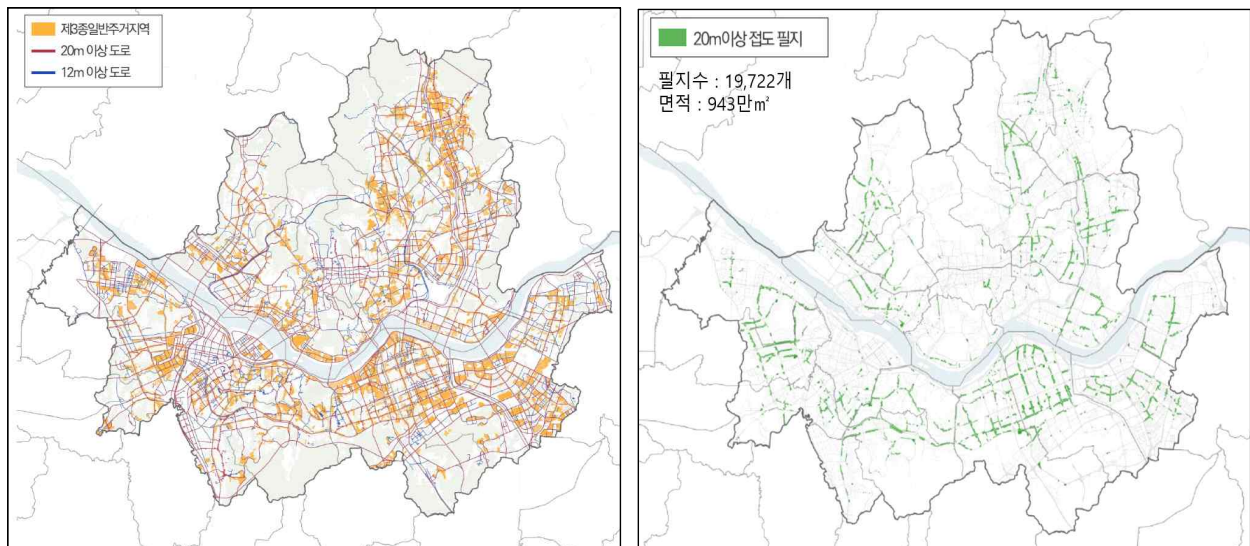 제3종일반주거지역
20m 이상 도로
12m 이상 도로
20m이상 접도 필지
필지수 : 19,722개
면적 : 943만㎡